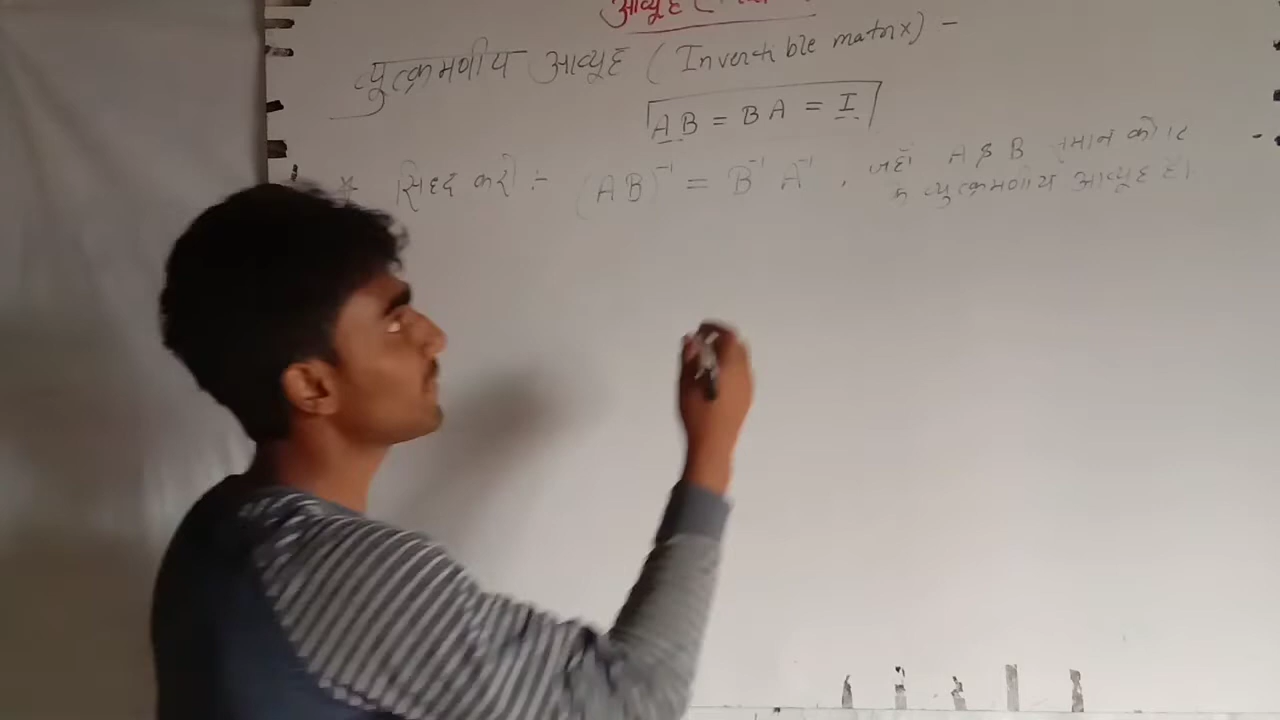 आव्यूह (
व्युत्क्रमणीय आव्यूह ( Invertible matrix ) -
AB = BA = I
* सिध्द करो :- (AB)⁻¹ = B⁻¹ A⁻¹ , जहाँ A & B समान कोटि
के व्युत्क्रमणीय आव्यूह हैं।